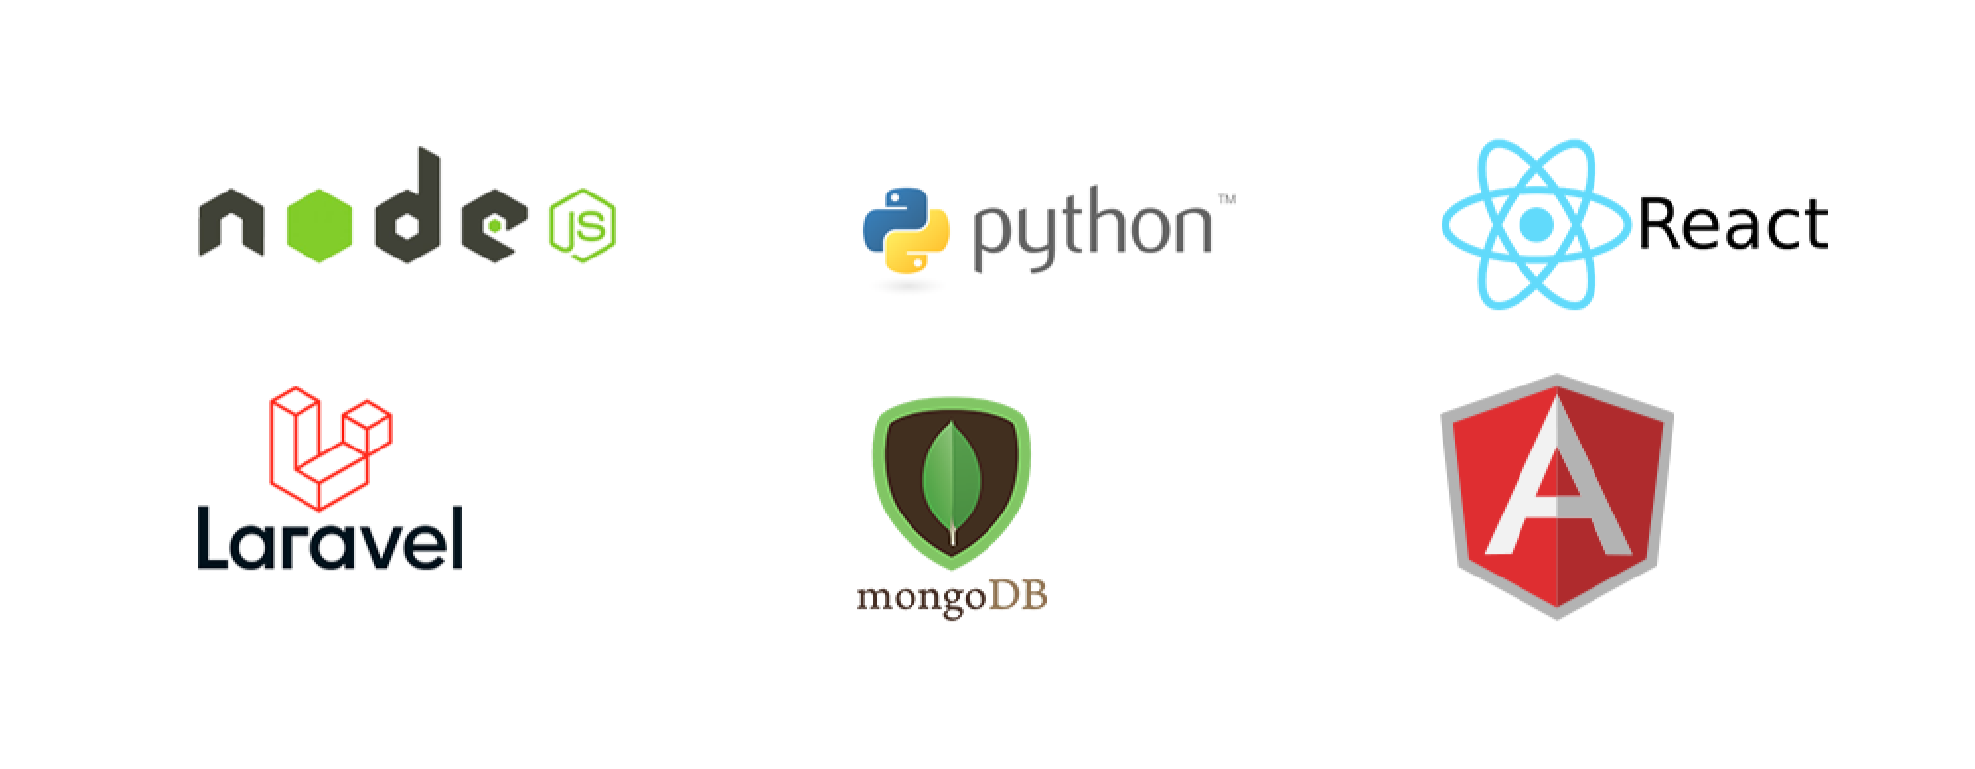 node JS
python™
React
Laravel
mongoDB
A